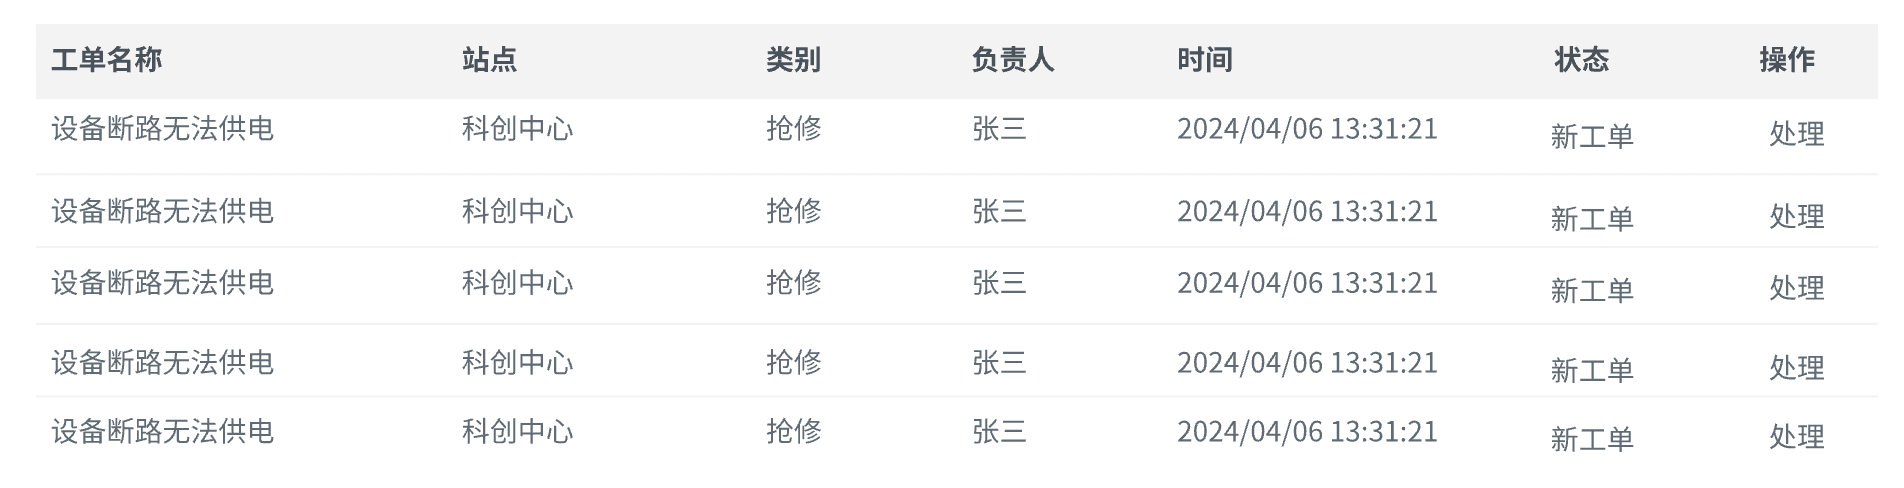 工单名称 站点 类别 负责人 时间 状态 操作
设备断路无法供电 科创中心 抢修 张三 2024/04/06 13:31:21 新工单 处理
设备断路无法供电 科创中心 抢修 张三 2024/04/06 13:31:21 新工单 处理
设备断路无法供电 科创中心 抢修 张三 2024/04/06 13:31:21 新工单 处理
设备断路无法供电 科创中心 抢修 张三 2024/04/06 13:31:21 新工单 处理
设备断路无法供电 科创中心 抢修 张三 2024/04/06 13:31:21 新工单 处理